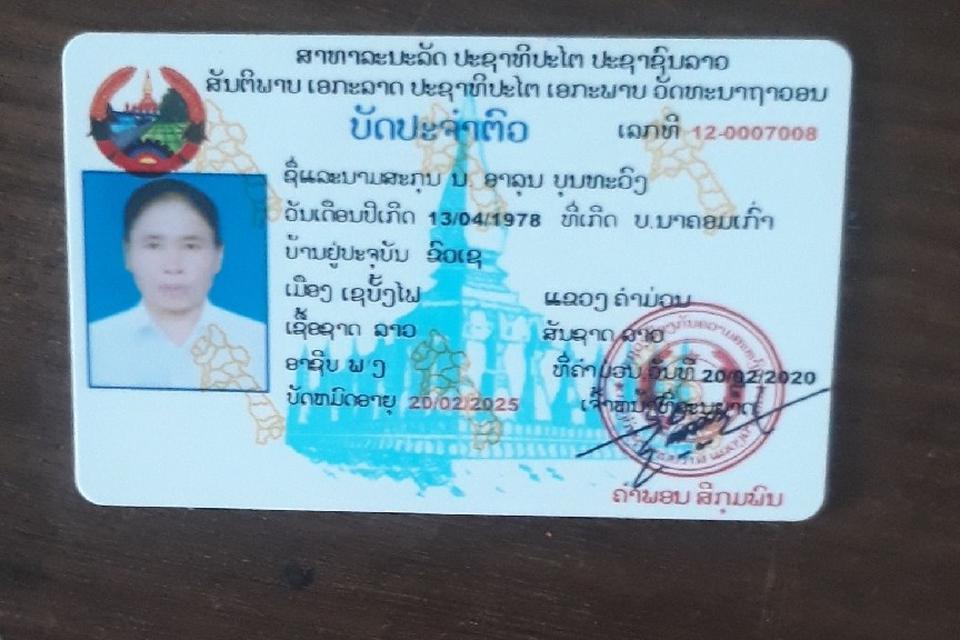 ສາທາລະນະລັດ ປະຊາທິປະໄຕ ປະຊາຊົນລາວ
ສັນຕິພາບ ເອກະລາດ ປະຊາທິປະໄຕ ເອກະພາບ ວັດທະນາຖາວອນ
ບັດປະຈຳຕົວ ເລກທີ 12-0007008
ຊື່ແລະນາມສະກຸນ ນ. ອາລຸນ ບຸນທະວົງ
ວັນເດືອນປີເກີດ 13/04/1978 ທີ່ເກີດ ບ.ນາຄອມເກົ່າ
ບ້ານຢູ່ປະຈຸບັນ
ເມືອງ ເຊບັ້ງໄຟ ແຂວງ ຄໍາມ່ວນ
ເຊື້ອຊາດ ລາວ ສັນຊາດ ລາວ
ອາຊີບ ທີ່ຄໍາມ່ວນ ວັນທີ 20/02/2020
ບັດຫມົດອາຍຸ 20/02/2025 ເຈົ້າຫນ້າທີ່ອະນຸຍາດ
ຄໍາພອນ ສີກຸມພົນ